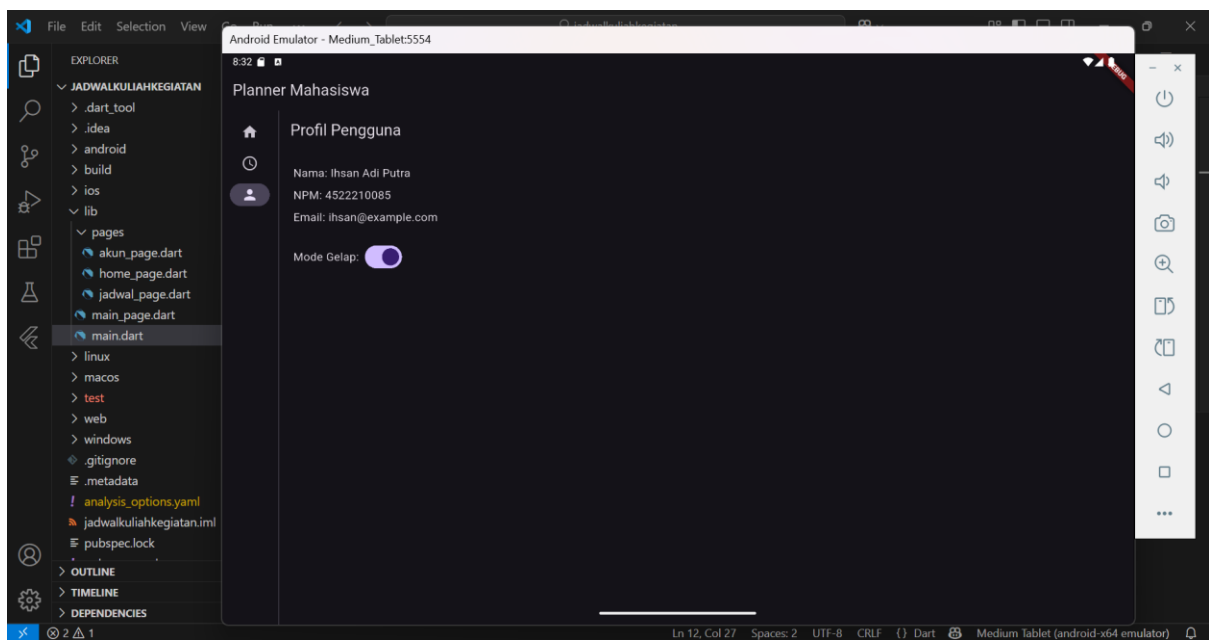 File Edit Selection View
Android Emulator - Medium_Tablet:5554
8:32
DEBUG
Planner Mahasiswa
Profil Pengguna
Nama: Ihsan Adi Putra
NPM: 4522210085
Email: ihsan@example.com
Mode Gelap:
EXPLORER
JADWALKULIAHKEGIATAN
.dart_tool
.idea
android
build
ios
lib
pages
akun_page.dart
home_page.dart
jadwal_page.dart
main_page.dart
main.dart
linux
macos
test
web
windows
.gitignore
.metadata
analysis_options.yaml
jadwalkuliahkegiatan.iml
pubspec.lock
OUTLINE
TIMELINE
DEPENDENCIES
2 1 Ln 12, Col 27 Spaces: 2 UTF-8 CRLF {} Dart Medium Tablet (android-x64 emulator)